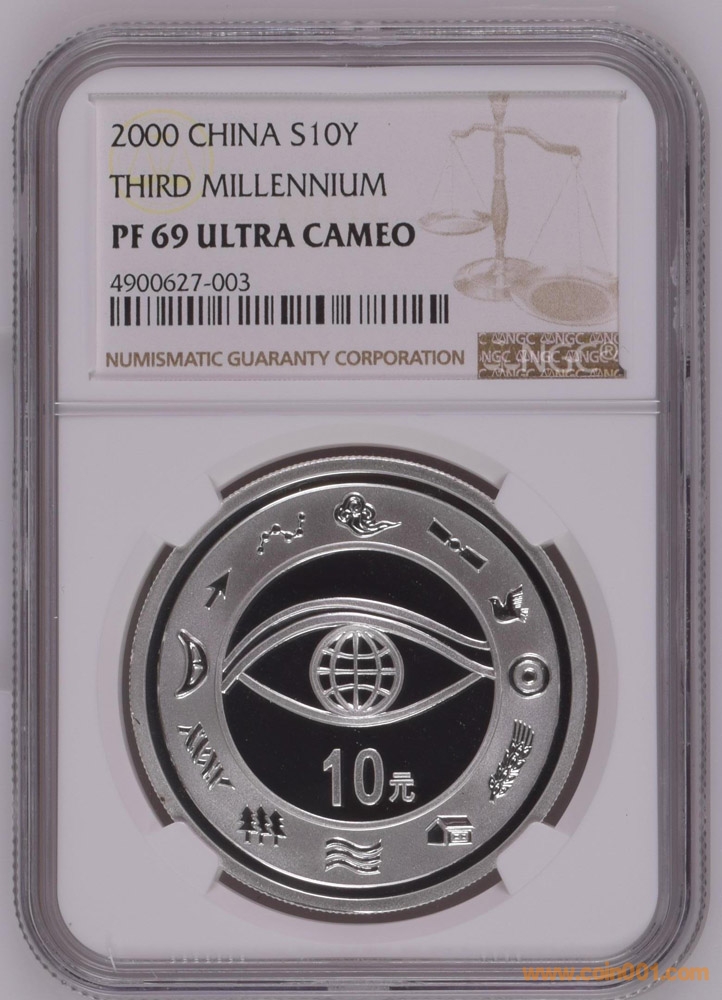 2000 CHINA S10Y
THIRD MILLENNIUM
PF 69 ULTRA CAMEO
4900627-003
NUMISMATIC GUARANTY CORPORATION
NGC®
10元
www.coin001.com